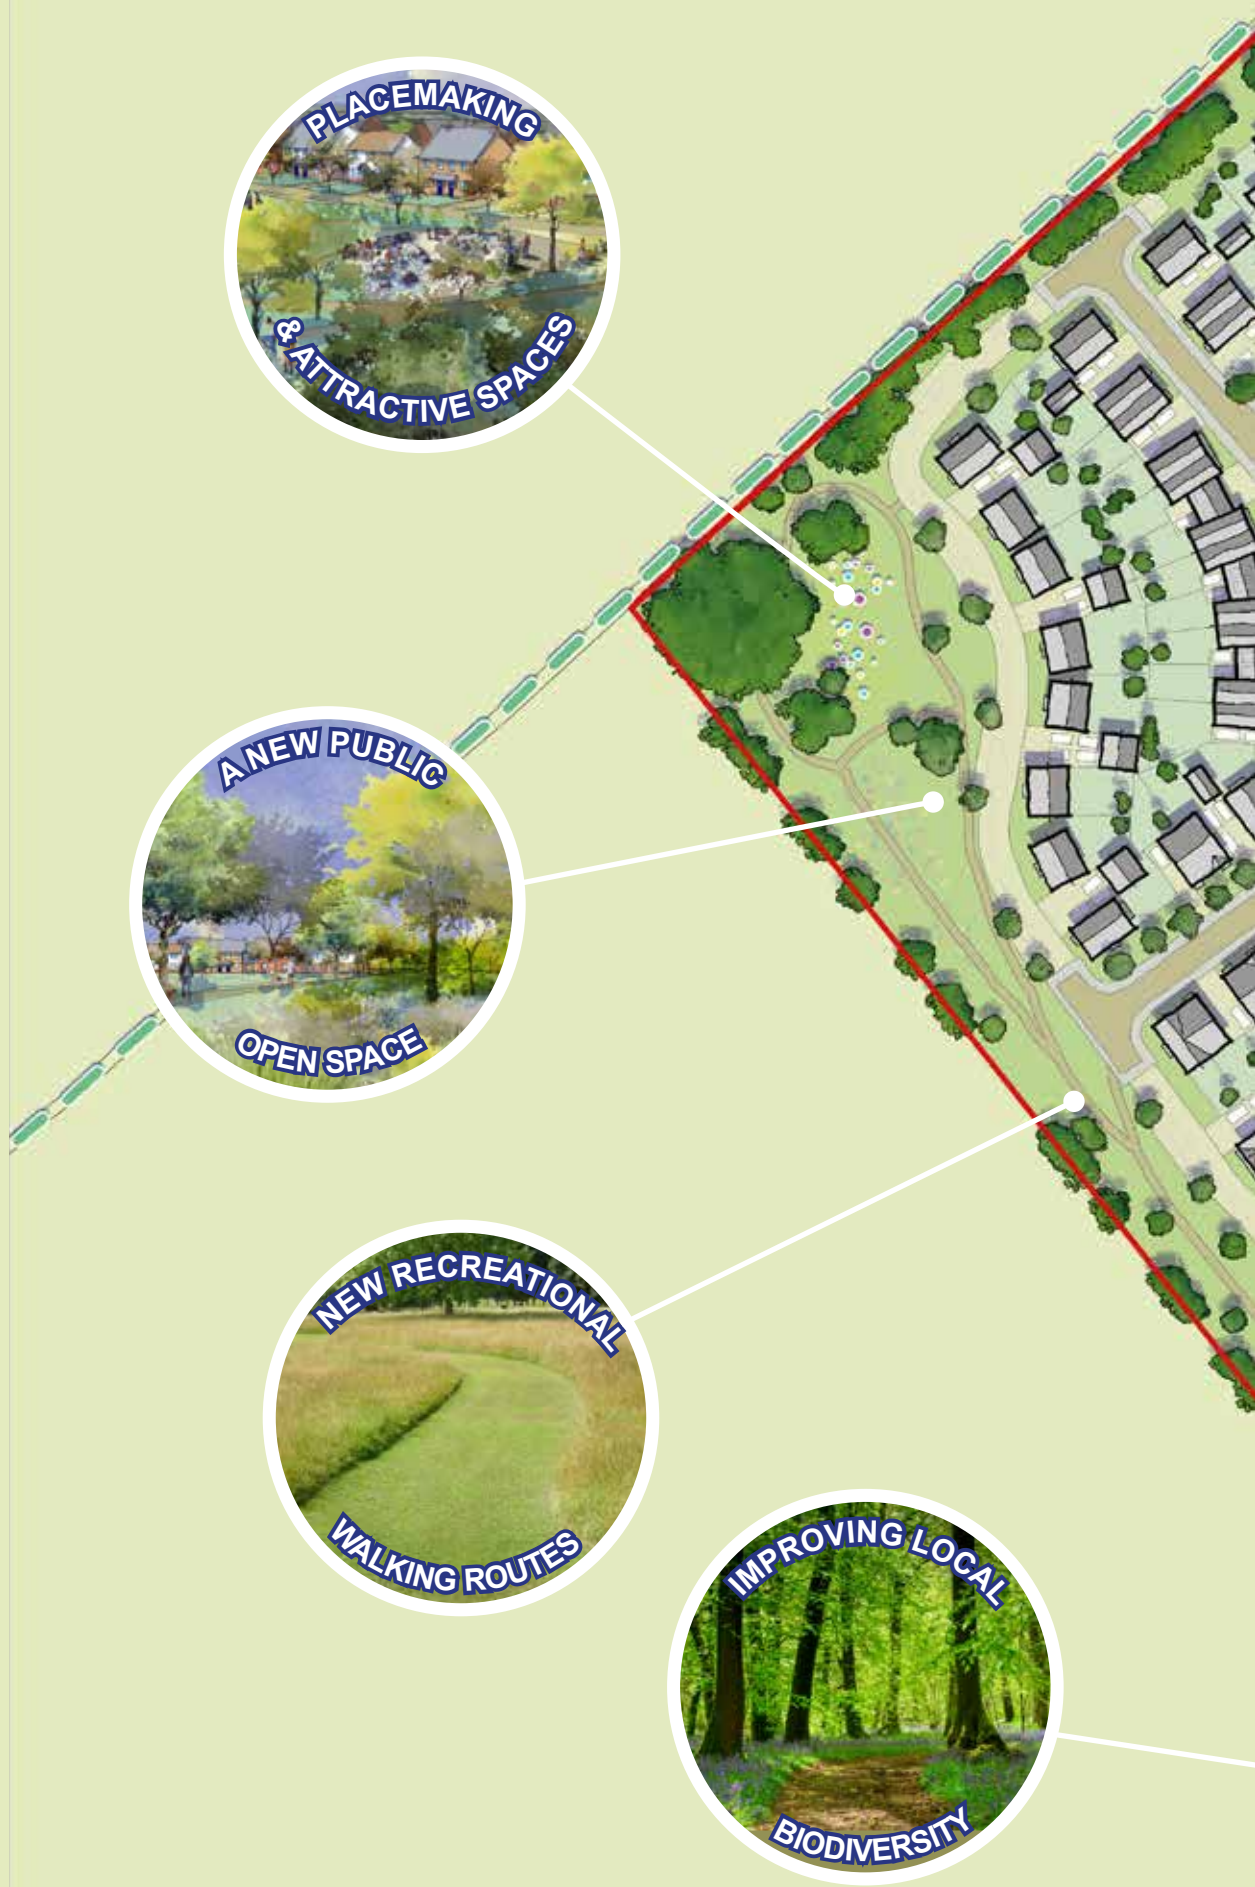 PLACEMAKING
& ATTRACTIVE SPACES
A NEW PUBLIC
OPEN SPACE
NEW RECREATIONAL
WALKING ROUTES
IMPROVING LOCAL
BIODIVERSITY